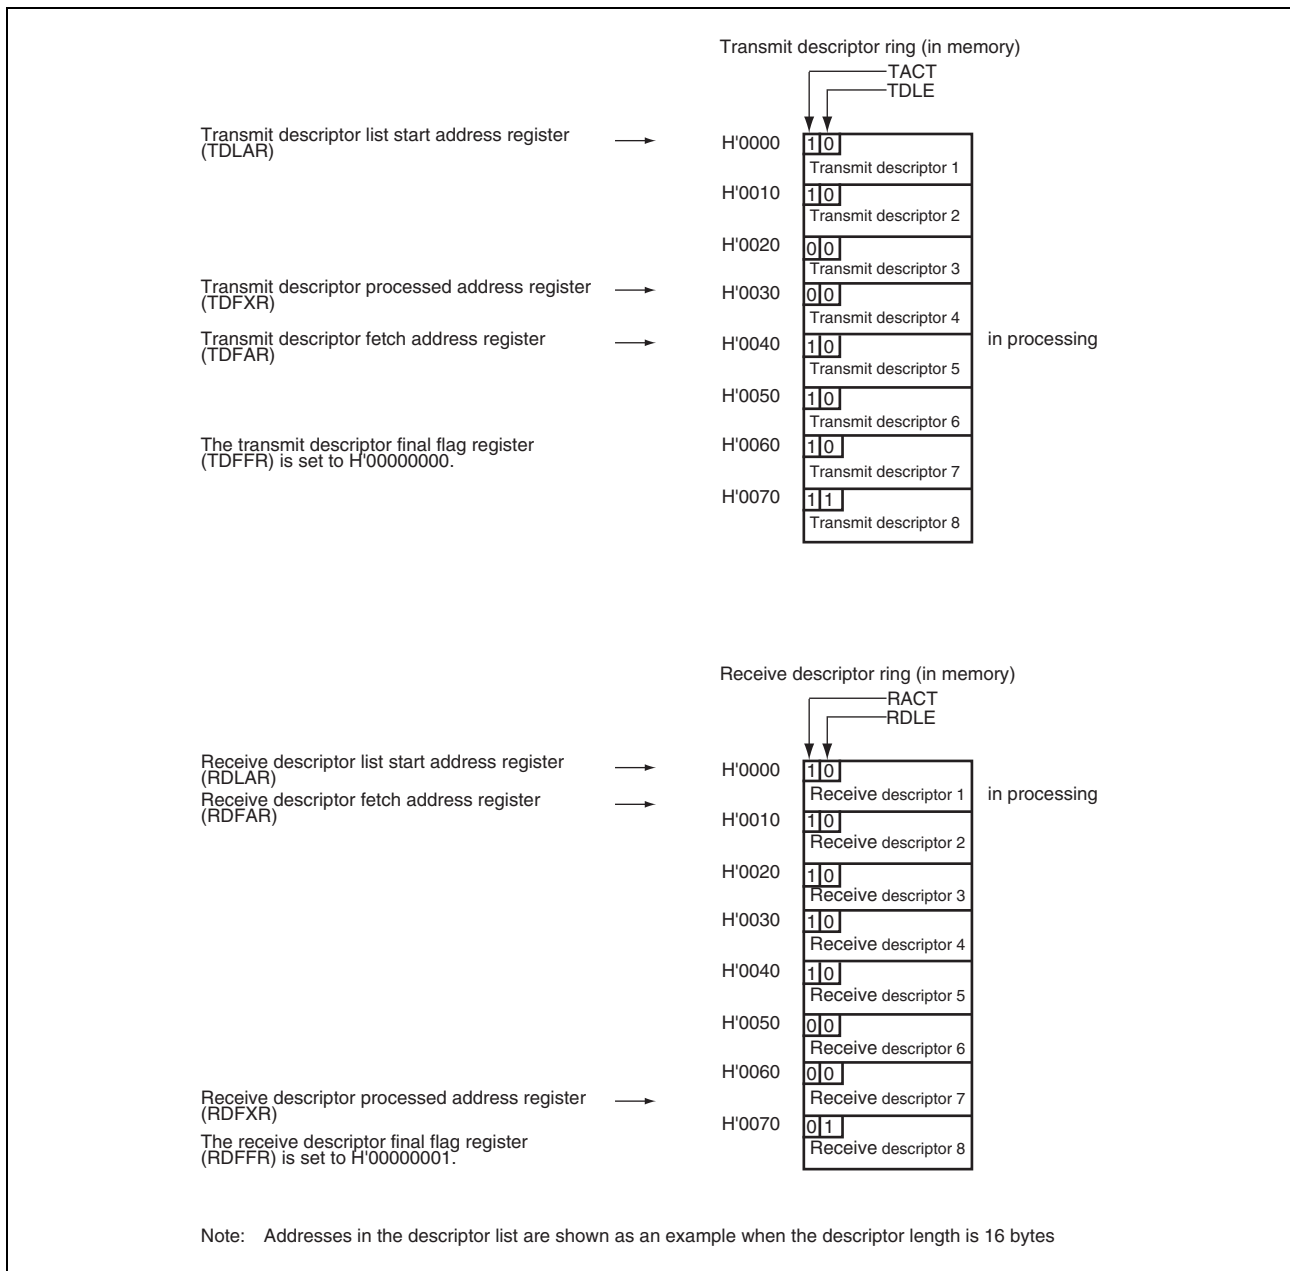 Transmit descriptor ring (in memory)
TACT
TDLE
Transmit descriptor list start address register
(TDLAR)
H'0000
1 0
Transmit descriptor 1
H'0010
1 0
Transmit descriptor 2
H'0020
0 0
Transmit descriptor 3
Transmit descriptor processed address register
(TDFXR)
H'0030
0 0
Transmit descriptor 4
Transmit descriptor fetch address register
(TDFAR)
H'0040
1 0
in processing
Transmit descriptor 5
H'0050
1 0
Transmit descriptor 6
The transmit descriptor final flag register
(TDFFR) is set to H'00000000.
H'0060
1 0
Transmit descriptor 7
H'0070
1 1
Transmit descriptor 8
Receive descriptor ring (in memory)
RACT
RDLE
Receive descriptor list start address register
(RDLAR)
H'0000
1 0
Receive descriptor 1
in processing
Receive descriptor fetch address register
(RDFAR)
H'0010
1 0
Receive descriptor 2
H'0020
1 0
Receive descriptor 3
H'0030
1 0
Receive descriptor 4
H'0040
1 0
Receive descriptor 5
H'0050
0 0
Receive descriptor 6
H'0060
0 0
Receive descriptor 7
Receive descriptor processed address register
(RDFXR)
H'0070
0 1
Receive descriptor 8
The receive descriptor final flag register
(RDFFR) is set to H'00000001.
Note: Addresses in the descriptor list are shown as an example when the descriptor length is 16 bytes